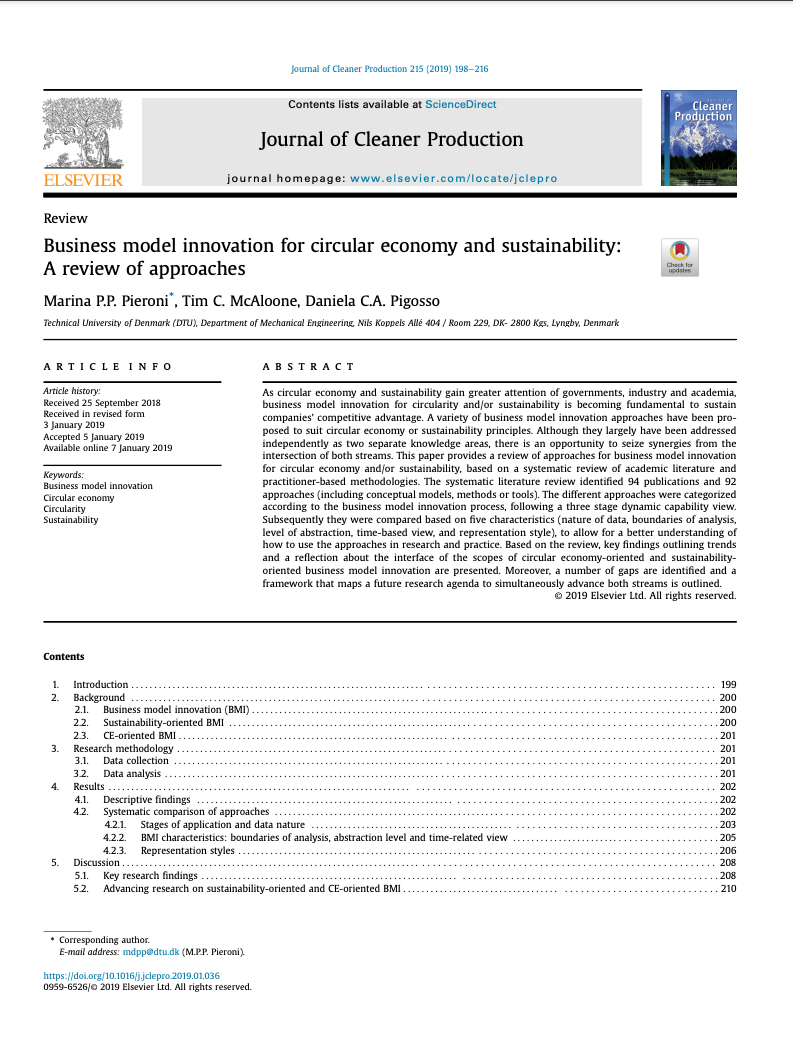 Journal of Cleaner Production 215 (2019) 198–216
Contents lists available at ScienceDirect
Journal of Cleaner Production
journal homepage: www.elsevier.com/locate/jclepro
ELSEVIER
Journal of
Cleaner
Production
Review
Business model innovation for circular economy and sustainability:
A review of approaches
Check for
updates
Marina P.P. Pieroni*, Tim C. McAloone, Daniela C.A. Pigosso
Technical University of Denmark (DTU), Department of Mechanical Engineering, Nils Koppels Allé 404 / Room 229, DK- 2800 Kgs, Lyngby, Denmark
ARTICLE INFO
Article history:
Received 25 September 2018
Received in revised form
3 January 2019
Accepted 5 January 2019
Available online 7 January 2019
Keywords:
Business model innovation
Circular economy
Circularity
Sustainability
ABSTRACT
As circular economy and sustainability gain greater attention of governments, industry and academia,
business model innovation for circularity and/or sustainability is becoming fundamental to sustain
companies' competitive advantage. A variety of business model innovation approaches have been pro-
posed to suit circular economy or sustainability principles. Although they largely have been addressed
independently as two separate knowledge areas, there is an opportunity to seize synergies from the
intersection of both streams. This paper provides a review of approaches for business model innovation
for circular economy and/or sustainability, based on a systematic review of academic literature and
practitioner-based methodologies. The systematic literature review identified 94 publications and 92
approaches (including conceptual models, methods or tools). The different approaches were categorized
according to the business model innovation process, following a three stage dynamic capability view.
Subsequently they were compared based on five characteristics (nature of data, boundaries of analysis,
level of abstraction, time-based view, and representation style), to allow for a better understanding of
how to use the approaches in research and practice. Based on the review, key findings outlining trends
and a reflection about the interface of the scopes of circular economy-oriented and sustainability-
oriented business model innovation are presented. Moreover, a number of gaps are identified and a
framework that maps a future research agenda to simultaneously advance both streams is outlined.
© 2019 Elsevier Ltd. All rights reserved.
Contents
1. Introduction 199
2. Background 200
2.1. Business model innovation (BMI) 200
2.2. Sustainability-oriented BMI 200
2.3. CE-oriented BMI 201
3. Research methodology 201
3.1. Data collection 201
3.2. Data analysis 201
4. Results 202
4.1. Descriptive findings 202
4.2. Systematic comparison of approaches 202
4.2.1. Stages of application and data nature 203
4.2.2. BMI characteristics: boundaries of analysis, abstraction level and time-related view 205
4.2.3. Representation styles 206
5. Discussion 208
5.1. Key research findings 208
5.2. Advancing research on sustainability-oriented and CE-oriented BMI 210
* Corresponding author.
E-mail address: mdpp@dtu.dk (M.P.P. Pieroni).
https://doi.org/10.1016/j.jclepro.2019.01.036
0959-6526/© 2019 Elsevier Ltd. All rights reserved.